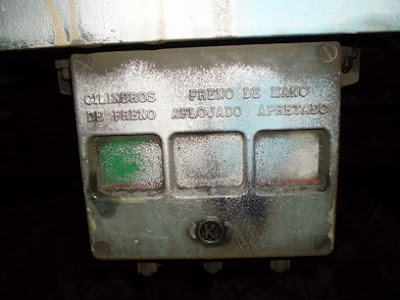 CILINDROS FRENO DE MANO
DE FRENO AFLOJADO APRETADO
K